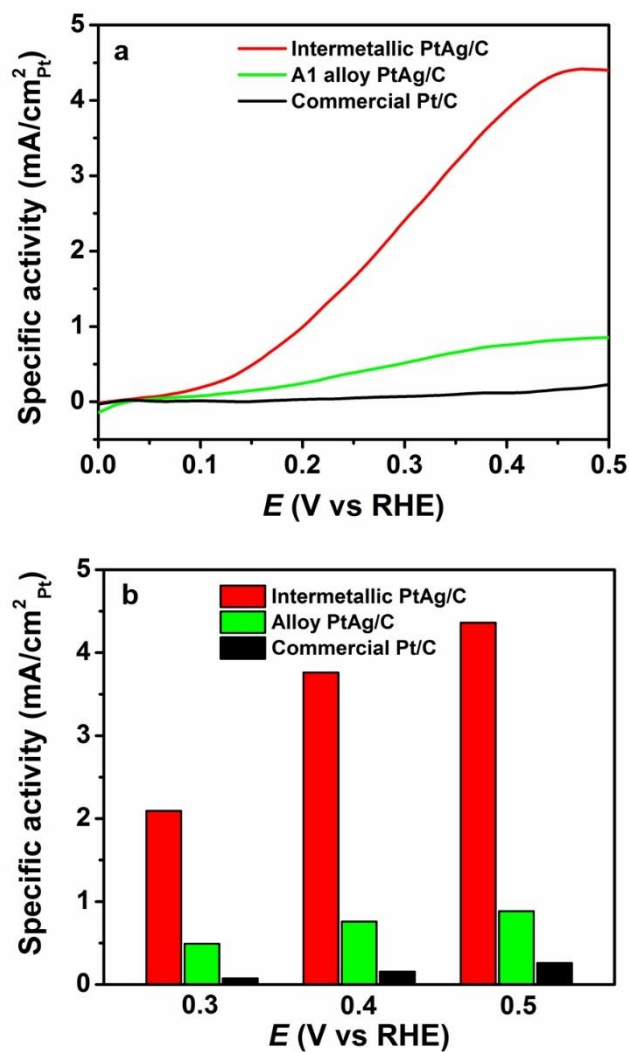 a
Intermetallic PtAg/C
A1 alloy PtAg/C
Commercial Pt/C
Specific activity (mA/cm²Pt)
5
4
3
2
1
0
0.0 0.1 0.2 0.3 0.4 0.5
E (V vs RHE)
b
Intermetallic PtAg/C
Alloy PtAg/C
Commercial Pt/C
Specific activity (mA/cm²Pt)
5
4
3
2
1
0
0.3 0.4 0.5
E (V vs RHE)